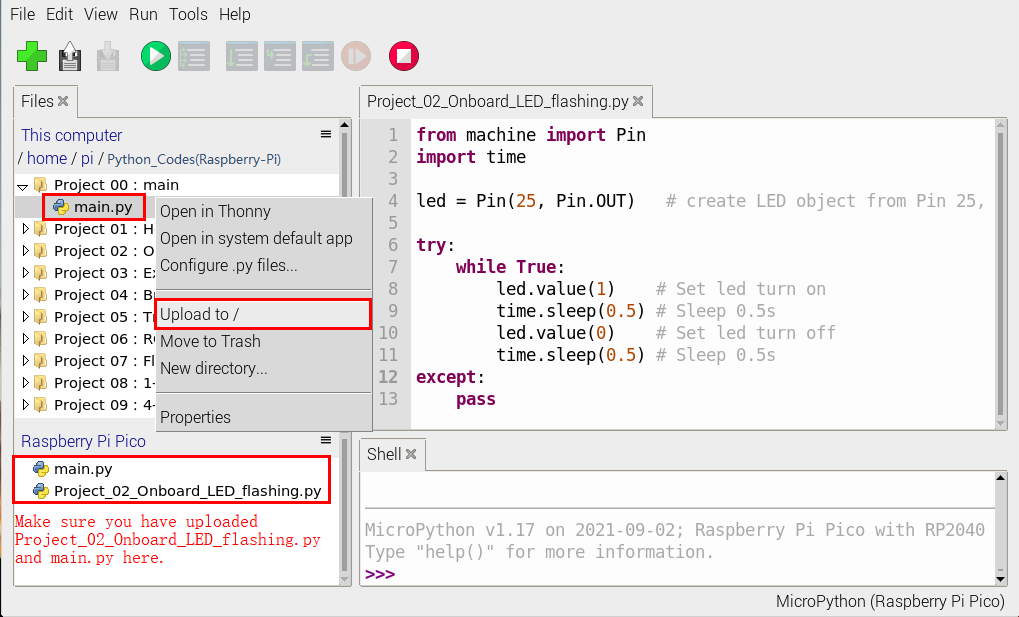 File Edit View Run Tools Help
Files
This computer
/ home / pi / Python_Codes(Raspberry-Pi)
Project 00 : main
main.py
Project 01 : H
Project 02 : O
Project 03 : Ex
Project 04 : B
Project 05 : T
Project 06 : R
Project 07 : Fl
Project 08 : 1-
Project 09 : 4-
Open in Thonny
Open in system default app
Configure .py files...
Upload to /
Move to Trash
New directory...
Properties
Raspberry Pi Pico
main.py
Project_02_Onboard_LED_flashing.py
Make sure you have uploaded
Project_02_Onboard_LED_flashing.py
and main.py here.
Project_02_Onboard_LED_flashing.py
1 from machine import Pin
2 import time
3
4 led = Pin(25, Pin.OUT)   # create LED object from Pin 25,
5
6 try:
7     while True:
8         led.value(1)    # Set led turn on
9         time.sleep(0.5) # Sleep 0.5s
10         led.value(0)    # Set led turn off
11         time.sleep(0.5) # Sleep 0.5s
12 except:
13     pass
Shell
MicroPython v1.17 on 2021-09-02; Raspberry Pi Pico with RP2040
Type "help()" for more information.
>>>
MicroPython (Raspberry Pi Pico)